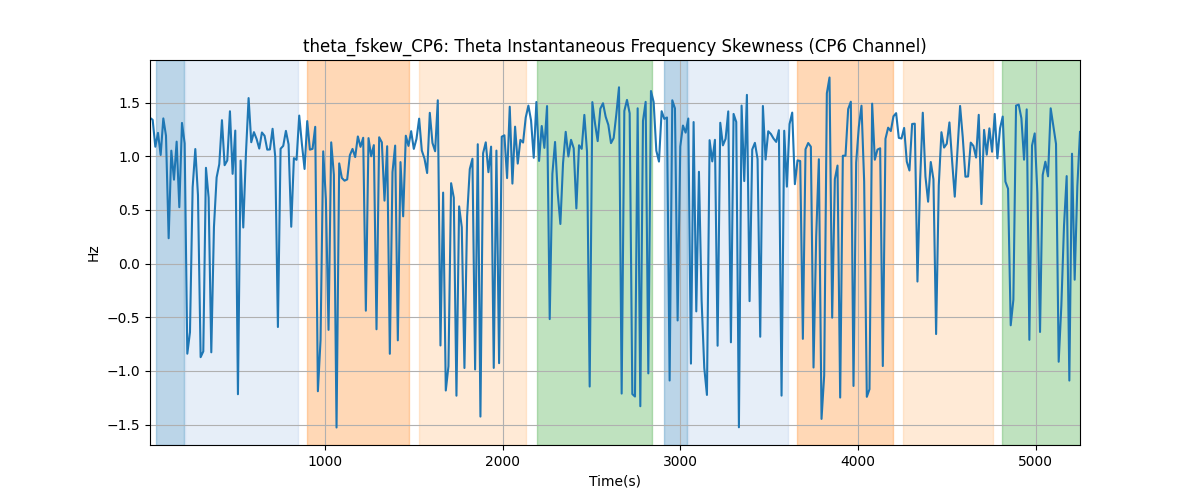 theta_fskew_CP6: Theta Instantaneous Frequency Skewness (CP6 Channel)
1.5
1.0
0.5
0.0
−0.5
−1.0
−1.5
Hz
1000 2000 3000 4000 5000
Time(s)